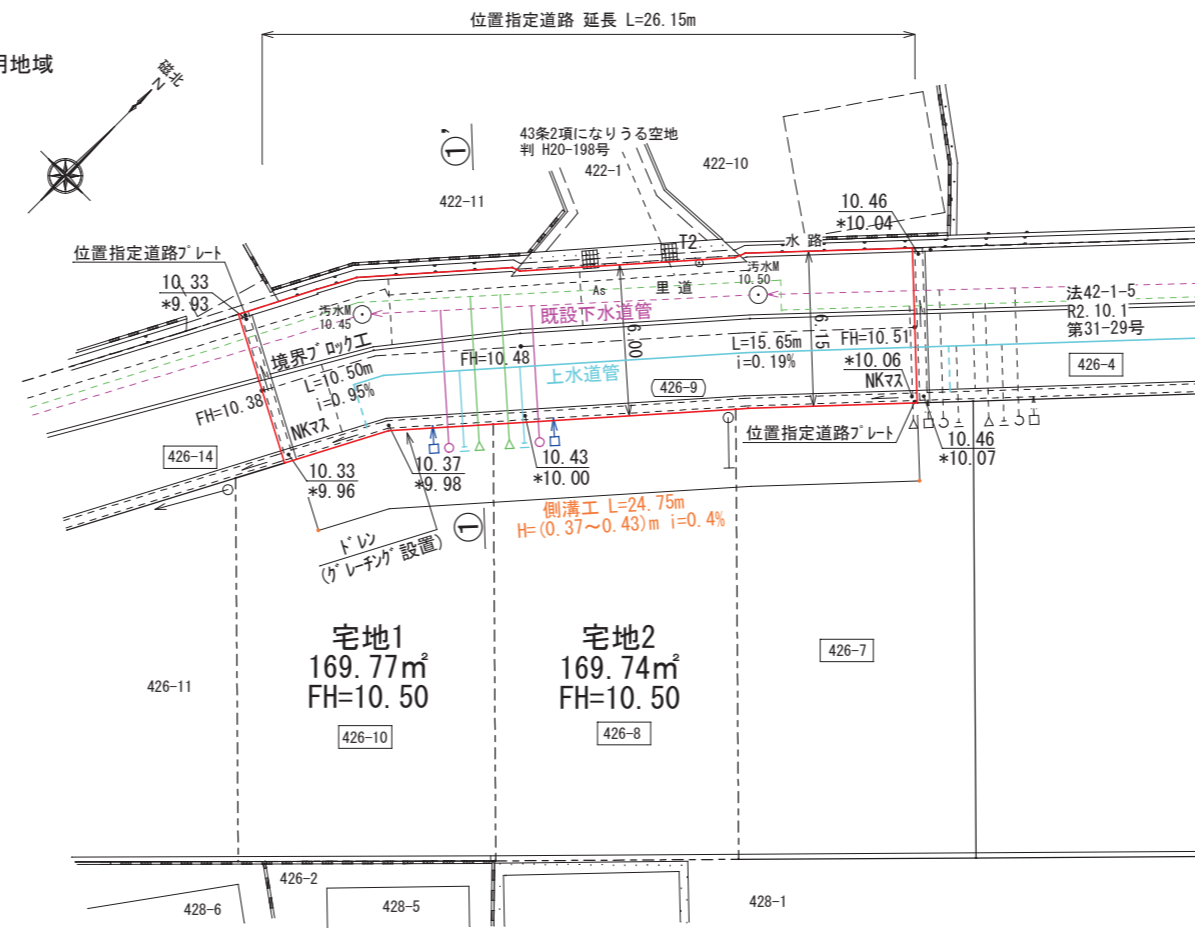 位置指定道路 延長 L=26.15m
用地域
磁北
N
①'
43条2項になりうる空地
判 H20-198号
422-1
422-10
422-11
10.46
*10.04
位置指定道路プレート
T2
水路
10.33
*9.93
汚水M
10.45
As
里道
汚水M
10.50
法42-1-5
R2.10.1
第31-29号
既設下水道管
境界ブロック工
6.00
6.15
L=15.65m
i=0.19%
FH=10.51
*10.06
NKマス
FH=10.48
上水道管
426-9
426-4
L=10.50m
i=0.95%
FH=10.38
NKマス
位置指定道路プレート
426-14
10.33
*9.96
10.37
*9.98
10.43
*10.00
10.46
*10.07
側溝工 L=24.75m
H=(0.37~0.43)m i=0.4%
①
ドレン
(グレーチング設置)
宅地1
169.77㎡
FH=10.50
426-10
宅地2
169.74㎡
FH=10.50
426-8
426-7
426-11
426-2
428-6
428-5
428-1